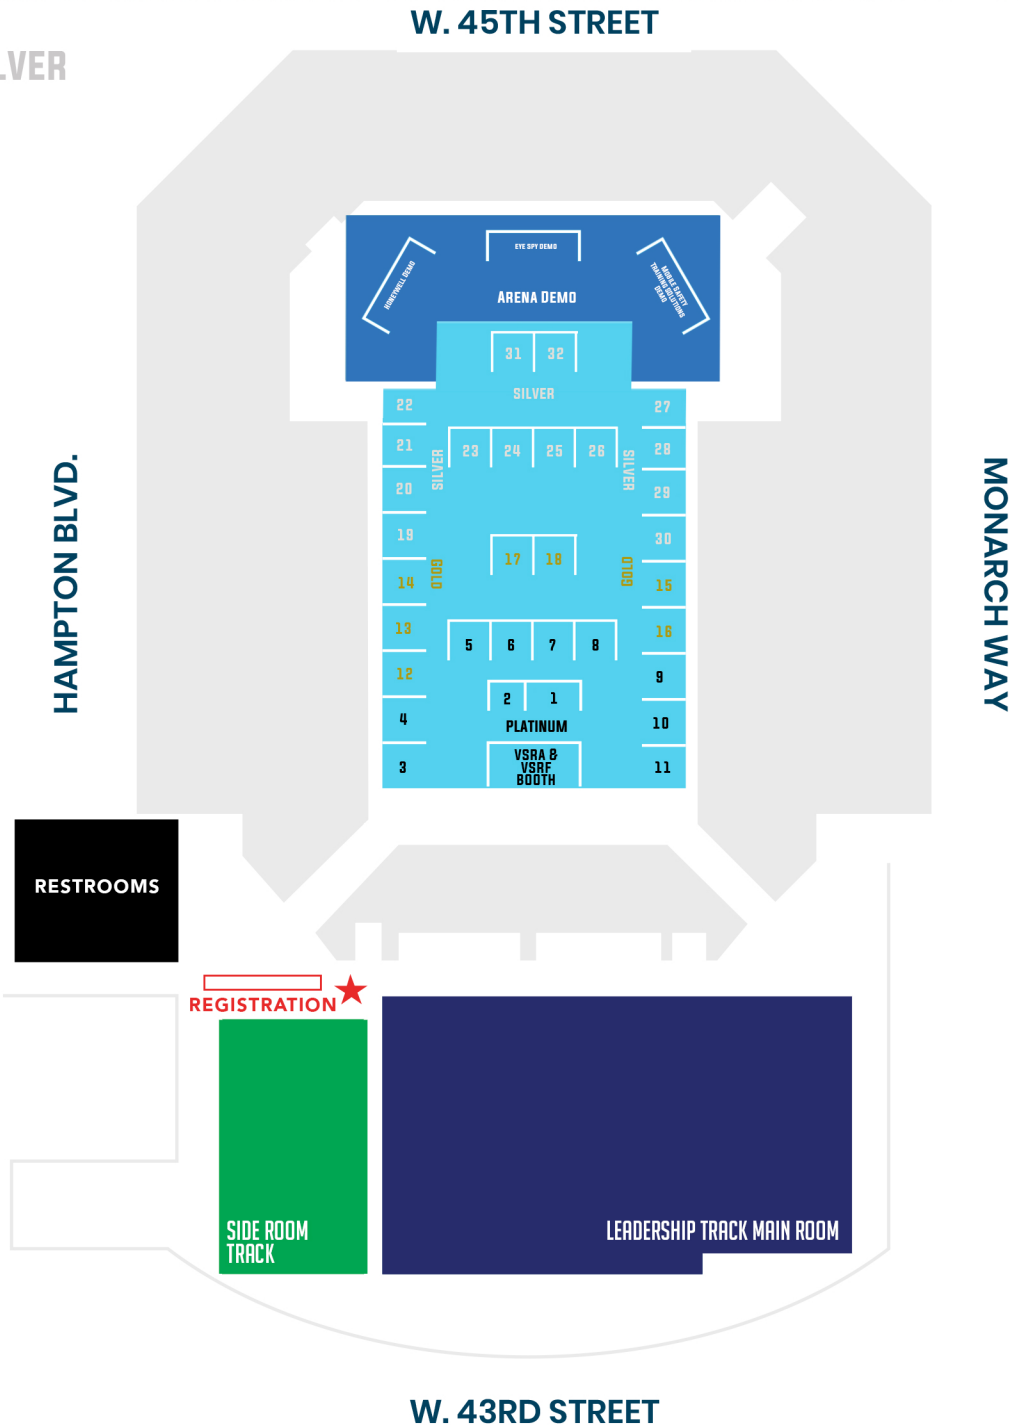 W. 45TH STREET
LVER
EYE SPY DEMO
HONEYWELL DEMO
MOBILE SAFETY
TRAINING SOLUTIONS
DEMO
ARENA DEMO
31 32
SILVER
22 27
21 28
23 24 25 26
SILVER SILVER
20 29
19 30
17 18
GOLD GOLD
14 15
13 16
5 6 7 8
12 9
2 1
4 10
PLATINUM
VSRA &
VSRF
BOOTH
3 11
HAMPTON BLVD.
MONARCH WAY
RESTROOMS
REGISTRATION
SIDE ROOM
TRACK
LEADERSHIP TRACK MAIN ROOM
W. 43RD STREET